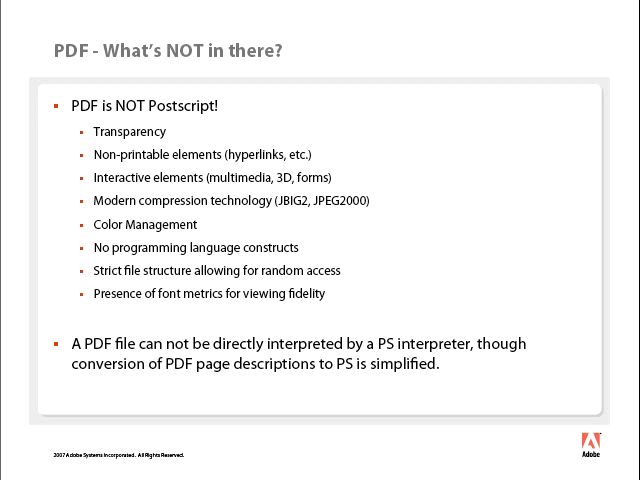 PDF - What's NOT in there?
PDF is NOT Postscript!
Transparency
Non-printable elements (hyperlinks, etc.)
Interactive elements (multimedia, 3D, forms)
Modern compression technology (JBIG2, JPEG2000)
Color Management
No programming language constructs
Strict file structure allowing for random access
Presence of font metrics for viewing fidelity
A PDF file can not be directly interpreted by a PS interpreter, though
conversion of PDF page descriptions to PS is simplified.
2007 Adobe Systems Incorporated. All Rights Reserved.
Adobe